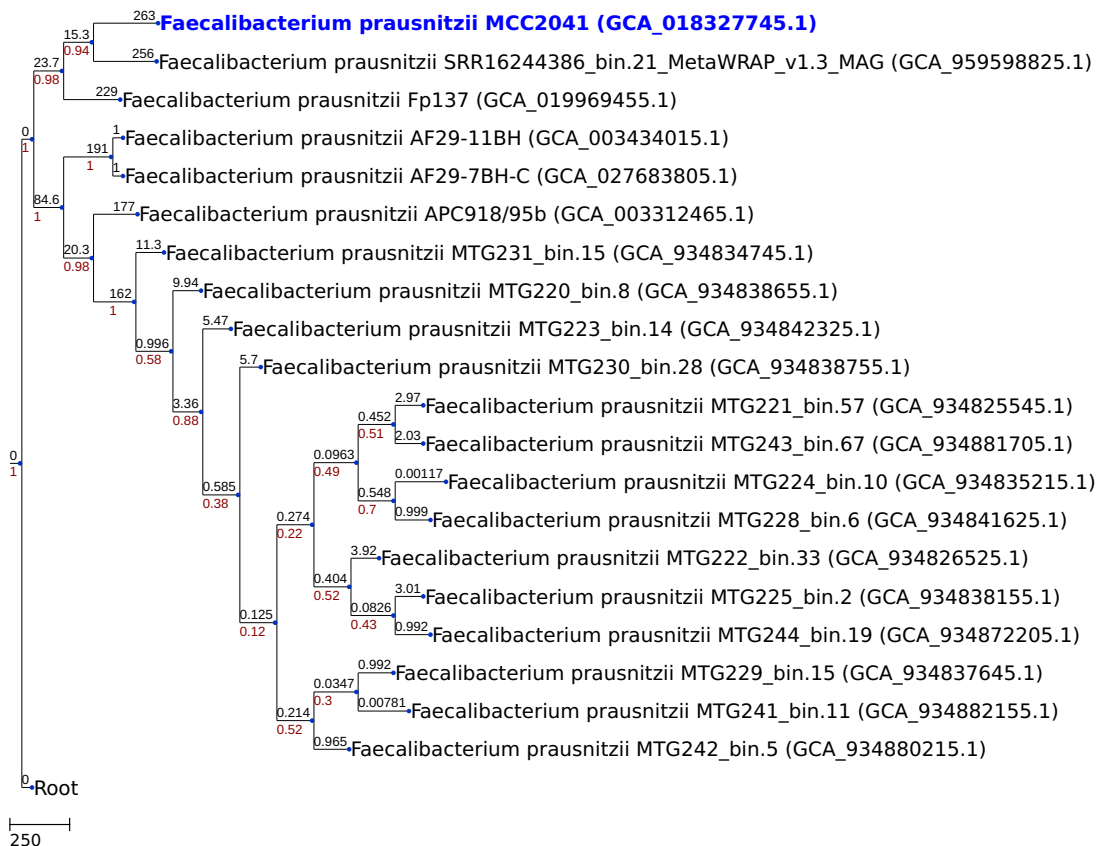 263
Faecalibacterium prausnitzii MCC2041 (GCA_018327745.1)
15.3
0.94
256
Faecalibacterium prausnitzii SRR16244386_bin.21_MetaWRAP_v1.3_MAG (GCA_959598825.1)
23.7
0.98
229
Faecalibacterium prausnitzii Fp137 (GCA_019969455.1)
0
1
1
Faecalibacterium prausnitzii AF29-11BH (GCA_003434015.1)
191
1
1
Faecalibacterium prausnitzii AF29-7BH-C (GCA_027683805.1)
84.6
1
177
Faecalibacterium prausnitzii APC918/95b (GCA_003312465.1)
20.3
0.98
11.3
Faecalibacterium prausnitzii MTG231_bin.15 (GCA_934834745.1)
162
1
9.94
Faecalibacterium prausnitzii MTG220_bin.8 (GCA_934838655.1)
0.996
0.58
5.47
Faecalibacterium prausnitzii MTG223_bin.14 (GCA_934842325.1)
3.36
0.88
5.7
Faecalibacterium prausnitzii MTG230_bin.28 (GCA_934838755.1)
0.585
0.38
2.97
Faecalibacterium prausnitzii MTG221_bin.57 (GCA_934825545.1)
0.452
0.51
2.03
Faecalibacterium prausnitzii MTG243_bin.67 (GCA_934881705.1)
0.0963
0.49
0.00117
Faecalibacterium prausnitzii MTG224_bin.10 (GCA_934835215.1)
0.548
0.7
0.999
Faecalibacterium prausnitzii MTG228_bin.6 (GCA_934841625.1)
0.274
0.22
3.92
Faecalibacterium prausnitzii MTG222_bin.33 (GCA_934826525.1)
0.404
0.52
3.01
Faecalibacterium prausnitzii MTG225_bin.2 (GCA_934838155.1)
0.0826
0.43
0.992
Faecalibacterium prausnitzii MTG244_bin.19 (GCA_934872205.1)
0.125
0.12
0.992
Faecalibacterium prausnitzii MTG229_bin.15 (GCA_934837645.1)
0.0347
0.3
0.00781
Faecalibacterium prausnitzii MTG241_bin.11 (GCA_934882155.1)
0.214
0.52
0.965
Faecalibacterium prausnitzii MTG242_bin.5 (GCA_934880215.1)
0
1
0
Root
250